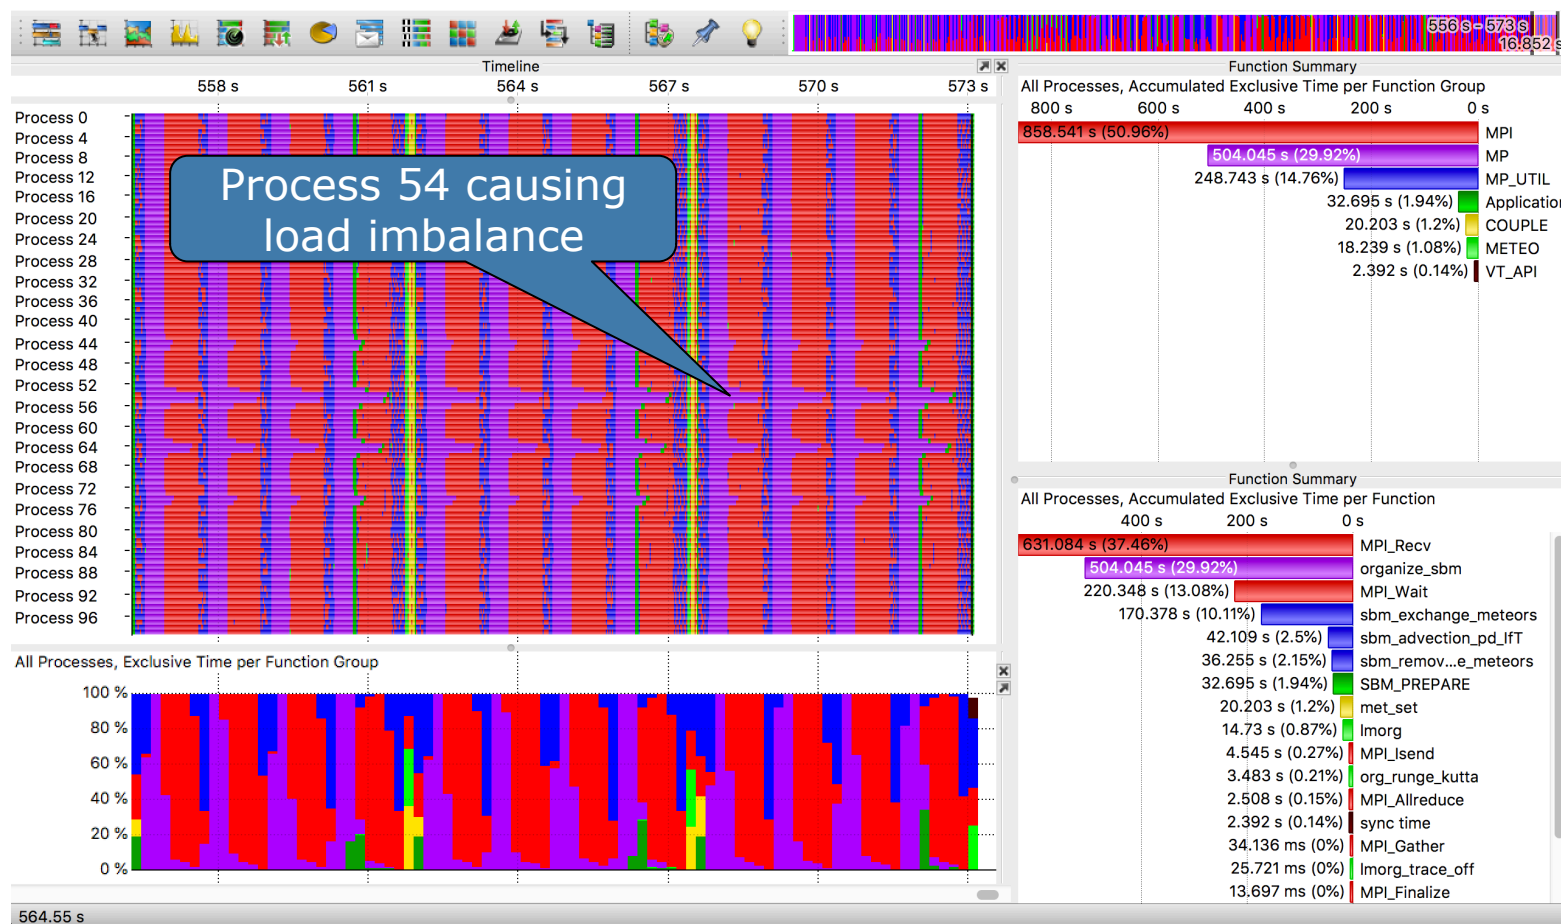 556 s - 573 s
16.852 s
Timeline
558 s
561 s
564 s
567 s
570 s
573 s
Process 0
Process 4
Process 8
Process 12
Process 16
Process 20
Process 24
Process 28
Process 32
Process 36
Process 40
Process 44
Process 48
Process 52
Process 56
Process 60
Process 64
Process 68
Process 72
Process 76
Process 80
Process 84
Process 88
Process 92
Process 96
Process 54 causing
load imbalance
All Processes, Exclusive Time per Function Group
100 %
80 %
60 %
40 %
20 %
0 %
564.55 s
Function Summary
All Processes, Accumulated Exclusive Time per Function Group
800 s 600 s 400 s 200 s 0 s
858.541 s (50.96%) MPI
504.045 s (29.92%) MP
248.743 s (14.76%) MP_UTIL
32.695 s (1.94%) Application
20.203 s (1.2%) COUPLE
18.239 s (1.08%) METEO
2.392 s (0.14%) VT_API
Function Summary
All Processes, Accumulated Exclusive Time per Function
400 s 200 s 0 s
631.084 s (37.46%) MPI_Recv
504.045 s (29.92%) organize_sbm
220.348 s (13.08%) MPI_Wait
170.378 s (10.11%) sbm_exchange_meteors
42.109 s (2.5%) sbm_advection_pd_lfT
36.255 s (2.15%) sbm_remov...e_meteors
32.695 s (1.94%) SBM_PREPARE
20.203 s (1.2%) met_set
14.73 s (0.87%) lmorg
4.545 s (0.27%) MPI_Isend
3.483 s (0.21%) org_runge_kutta
2.508 s (0.15%) MPI_Allreduce
2.392 s (0.14%) sync time
34.136 ms (0%) MPI_Gather
25.721 ms (0%) lmorg_trace_off
13.697 ms (0%) MPI_Finalize